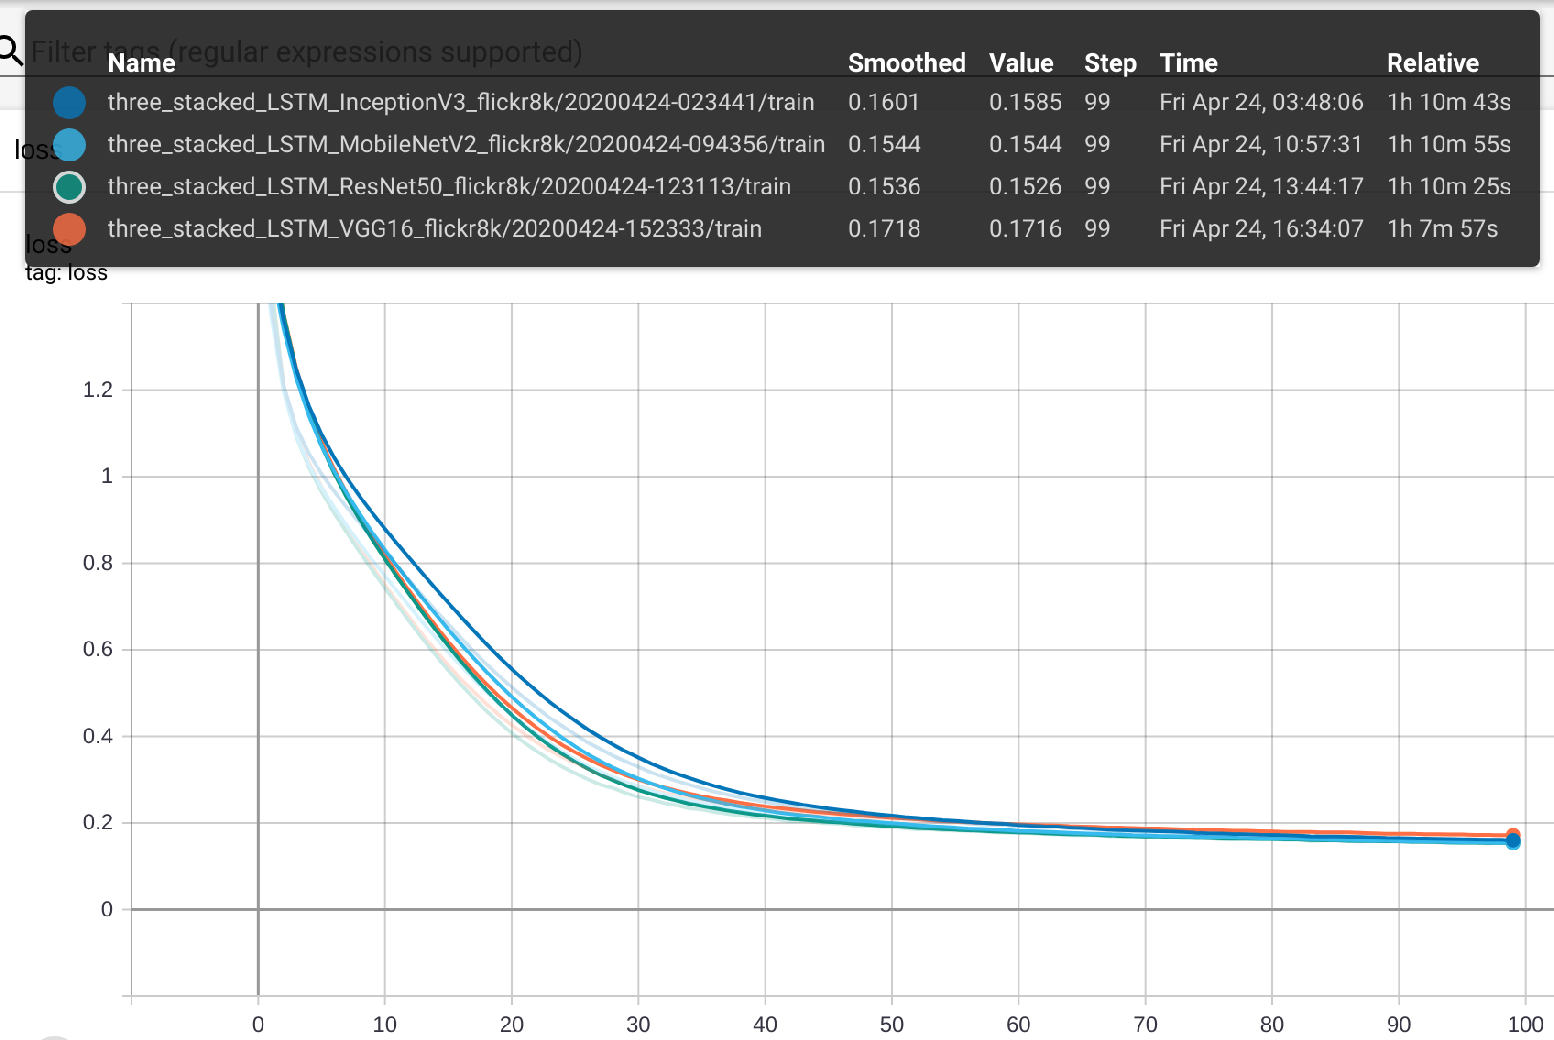 Filter tags (regular expressions supported)
Name Smoothed Value Step Time Relative
three_stacked_LSTM_InceptionV3_flickr8k/20200424-023441/train 0.1601 0.1585 99 Fri Apr 24, 03:48:06 1h 10m 43s
three_stacked_LSTM_MobileNetV2_flickr8k/20200424-094356/train 0.1544 0.1544 99 Fri Apr 24, 10:57:31 1h 10m 55s
loss
three_stacked_LSTM_ResNet50_flickr8k/20200424-123113/train 0.1536 0.1526 99 Fri Apr 24, 13:44:17 1h 10m 25s
three_stacked_LSTM_VGG16_flickr8k/20200424-152333/train 0.1718 0.1716 99 Fri Apr 24, 16:34:07 1h 7m 57s
loss
tag: loss
1.2
1
0.8
0.6
0.4
0.2
0
0 10 20 30 40 50 60 70 80 90 100